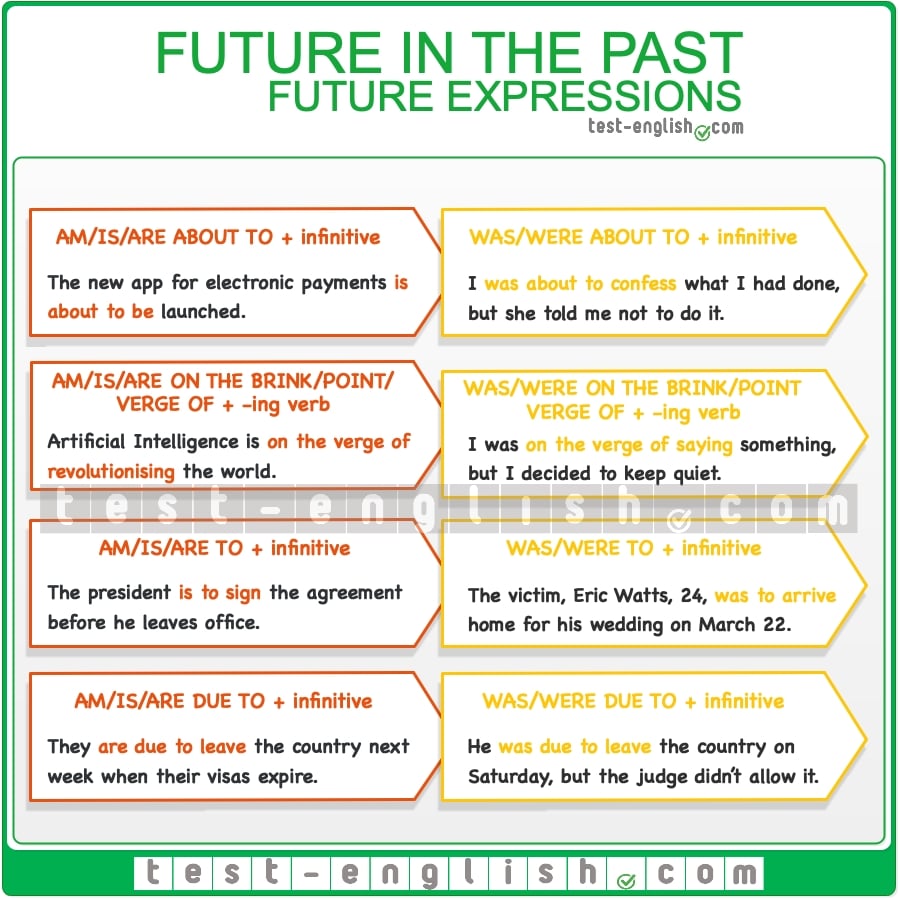 FUTURE IN THE PAST
FUTURE EXPRESSIONS
test-english.com
AM/IS/ARE ABOUT TO + infinitive
The new app for electronic payments is
about to be launched.
WAS/WERE ABOUT TO + infinitive
I was about to confess what I had done,
but she told me not to do it.
AM/IS/ARE ON THE BRINK/POINT/
VERGE OF + -ing verb
Artificial Intelligence is on the verge of
revolutionising the world.
WAS/WERE ON THE BRINK/POINT
VERGE OF + -ing verb
I was on the verge of saying something,
but I decided to keep quiet.
test-english.com
AM/IS/ARE TO + infinitive
The president is to sign the agreement
before he leaves office.
WAS/WERE TO + infinitive
The victim, Eric Watts, 24, was to arrive
home for his wedding on March 22.
AM/IS/ARE DUE TO + infinitive
They are due to leave the country next
week when their visas expire.
WAS/WERE DUE TO + infinitive
He was due to leave the country on
Saturday, but the judge didn't allow it.
test-english.com